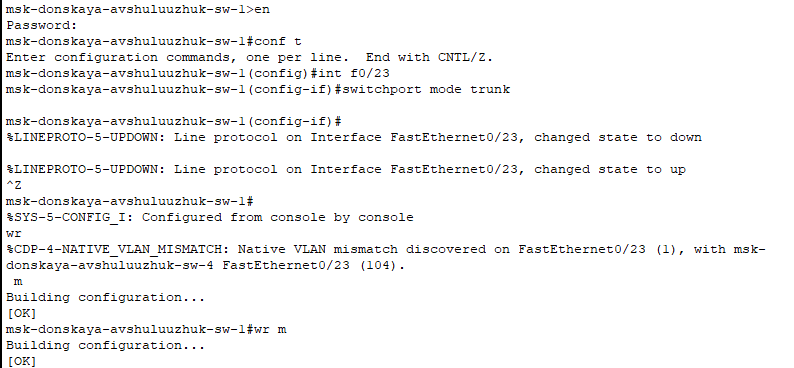 msk-donskaya-avshuluuzhuk-sw-1>en
Password:
msk-donskaya-avshuluuzhuk-sw-1#conf t
Enter configuration commands, one per line.  End with CNTL/Z.
msk-donskaya-avshuluuzhuk-sw-1(config)#int f0/23
msk-donskaya-avshuluuzhuk-sw-1(config-if)#switchport mode trunk
msk-donskaya-avshuluuzhuk-sw-1(config-if)#
%LINEPROTO-5-UPDOWN: Line protocol on Interface FastEthernet0/23, changed state to down
%LINEPROTO-5-UPDOWN: Line protocol on Interface FastEthernet0/23, changed state to up
^Z
msk-donskaya-avshuluuzhuk-sw-1#
%SYS-5-CONFIG_I: Configured from console by console
wr
%CDP-4-NATIVE_VLAN_MISMATCH: Native VLAN mismatch discovered on FastEthernet0/23 (1), with msk-
donskaya-avshuluuzhuk-sw-4 FastEthernet0/23 (104).
 m
Building configuration...
[OK]
msk-donskaya-avshuluuzhuk-sw-1#wr m
Building configuration...
[OK]